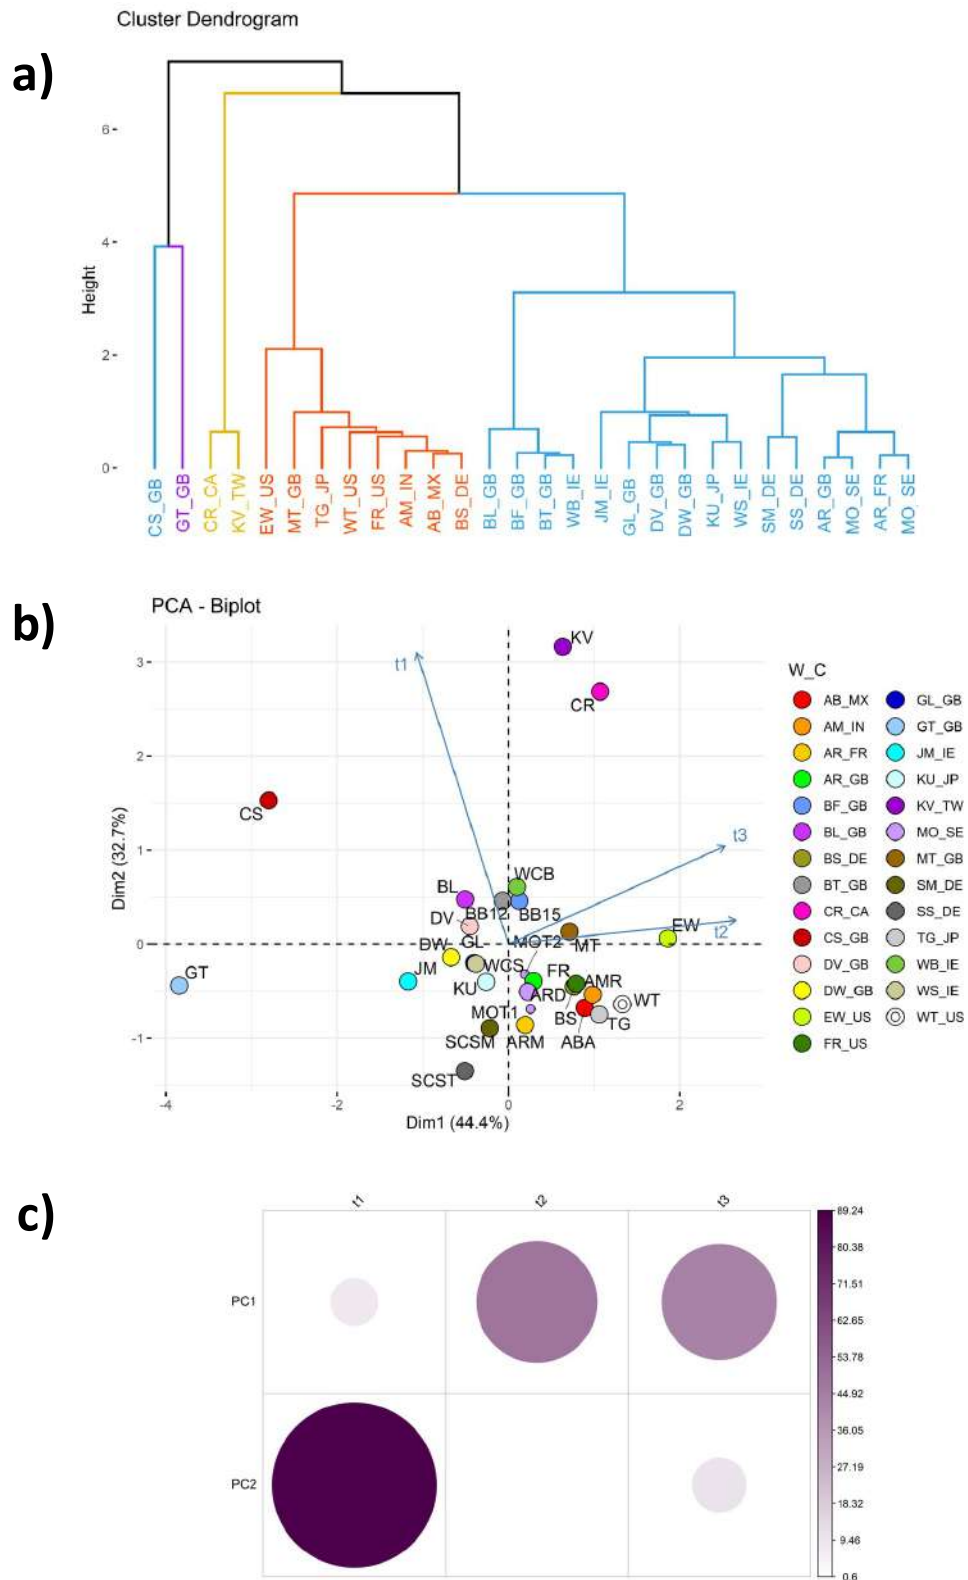 Cluster Dendrogram
a)
Height
6
4
2
0
CS_GB
GT_GB
CR_CA
KV_TW
EW_US
MT_GB
TG_JP
WT_US
FR_US
AM_IN
AB_MX
BS_DE
BL_GB
BF_GB
BT_GB
WB_IE
JM_IE
GL_GB
DV_GB
DW_GB
KU_JP
WS_IE
SM_DE
SS_DE
AR_GB
MO_SE
AR_FR
MO_SE
b)
PCA - Biplot
Dim2 (32.7%)
3
2
1
0
-1
t1
KV
CR
CS
t3
WCB
BL
BB12
BB15
DV
EW
t2
GL
MOT2
MT
DW
WCS
FR
AMR
GT
JM
KU
ARD
WT
MOT1
BS
TG
SCSM
ARM
ABA
SCST
-4
-2
0
2
Dim1 (44.4%)
W_C
AB_MX GL_GB
AM_IN GT_GB
AR_FR JM_IE
AR_GB KU_JP
BF_GB KV_TW
BL_GB MO_SE
BS_DE MT_GB
BT_GB SM_DE
CR_CA SS_DE
CS_GB TG_JP
DV_GB WB_IE
DW_GB WS_IE
EW_US WT_US
FR_US
c)
t1 t2 t3
PC1
PC2
89.24
80.38
71.51
62.65
53.78
44.92
36.05
27.19
18.32
9.46
0.6